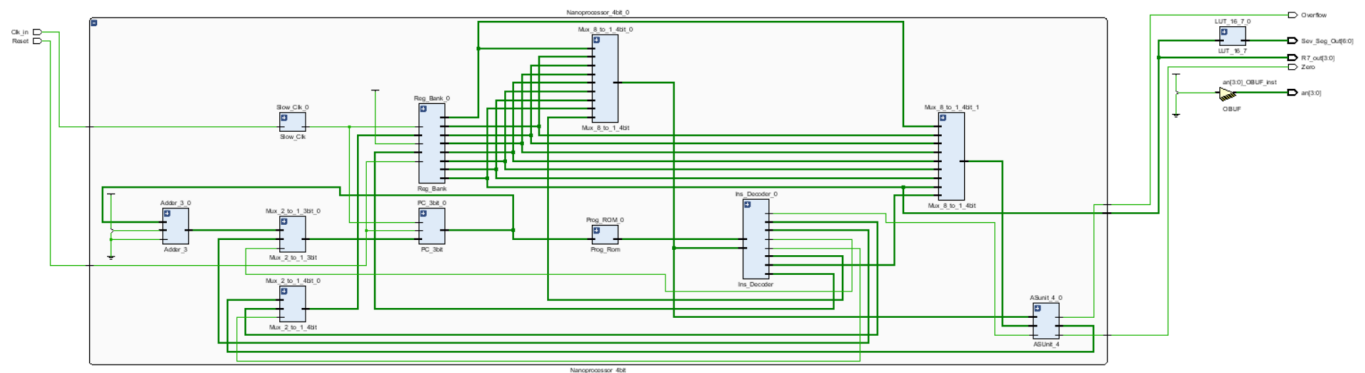 Nanoprocessor_4bit_0
Clk_in
Reset
Mux_8_to_1_4bit_0
Mux_8_to_1_4bit
Slow_Clk_0
Slow_Clk
Reg_Bank_0
Reg_Bank
Mux_8_to_1_4bit_1
Mux_8_to_1_4bit
Adder_3_0
Adder_3
Mux_2_to_1_3bit_0
Mux_2_to_1_3bit
PC_3bit_0
PC_3bit
Prog_ROM_0
Prog_Rom
Ins_Decoder_0
Ins_Decoder
Mux_2_to_1_4bit_0
Mux_2_to_1_4bit
ASunit_4_0
ASUnit_4
Nanoprocessor_4bit
Overflow
LUT_16_7_0
LUT_16_7
Sev_Seg_Out[6:0]
R7_out[3:0]
Zero
an[3:0]_OBUF_inst
OBUF
an[3:0]